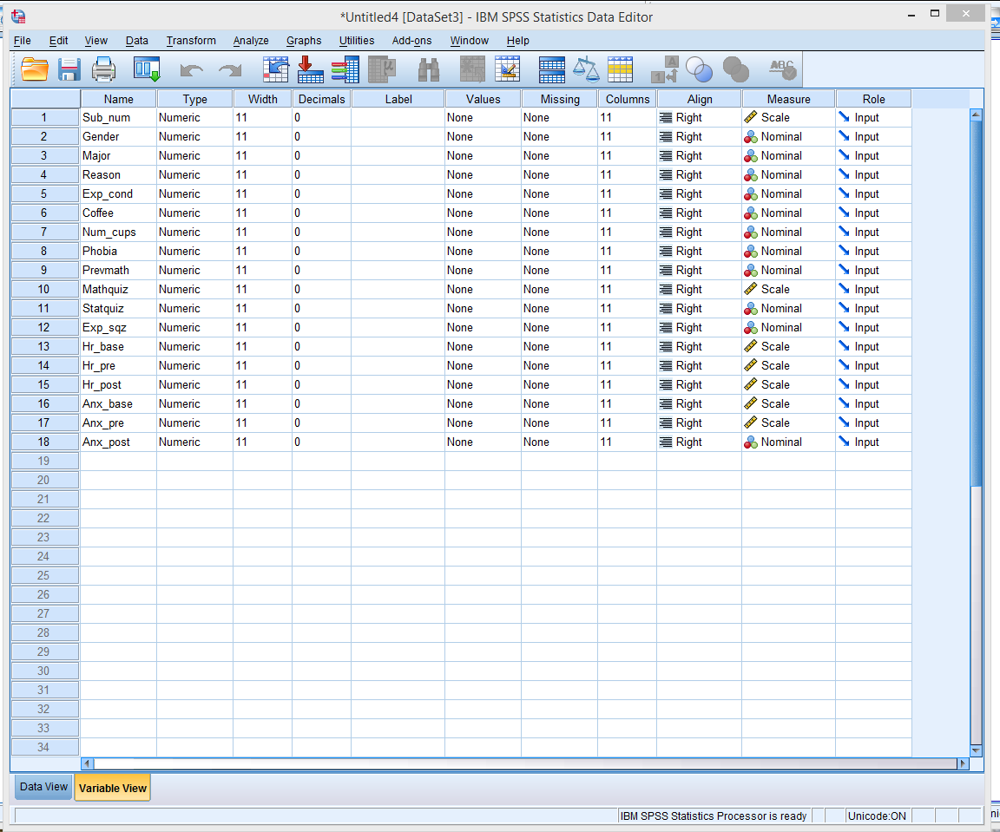 *Untitled4 [DataSet3] - IBM SPSS Statistics Data Editor
File Edit View Data Transform Analyze Graphs Utilities Add-ons Window Help
Name Type Width Decimals Label Values Missing Columns Align Measure Role
1 Sub_num Numeric 11 0 None None 11 Right Scale Input
2 Gender Numeric 11 0 None None 11 Right Nominal Input
3 Major Numeric 11 0 None None 11 Right Nominal Input
4 Reason Numeric 11 0 None None 11 Right Nominal Input
5 Exp_cond Numeric 11 0 None None 11 Right Nominal Input
6 Coffee Numeric 11 0 None None 11 Right Nominal Input
7 Num_cups Numeric 11 0 None None 11 Right Nominal Input
8 Phobia Numeric 11 0 None None 11 Right Nominal Input
9 Prevmath Numeric 11 0 None None 11 Right Nominal Input
10 Mathquiz Numeric 11 0 None None 11 Right Scale Input
11 Statquiz Numeric 11 0 None None 11 Right Nominal Input
12 Exp_sqz Numeric 11 0 None None 11 Right Nominal Input
13 Hr_base Numeric 11 0 None None 11 Right Scale Input
14 Hr_pre Numeric 11 0 None None 11 Right Scale Input
15 Hr_post Numeric 11 0 None None 11 Right Scale Input
16 Anx_base Numeric 11 0 None None 11 Right Scale Input
17 Anx_pre Numeric 11 0 None None 11 Right Scale Input
18 Anx_post Numeric 11 0 None None 11 Right Nominal Input
19
20
21
22
23
24
25
26
27
28
29
30
31
32
33
34
Data View Variable View
IBM SPSS Statistics Processor is ready Unicode:ON